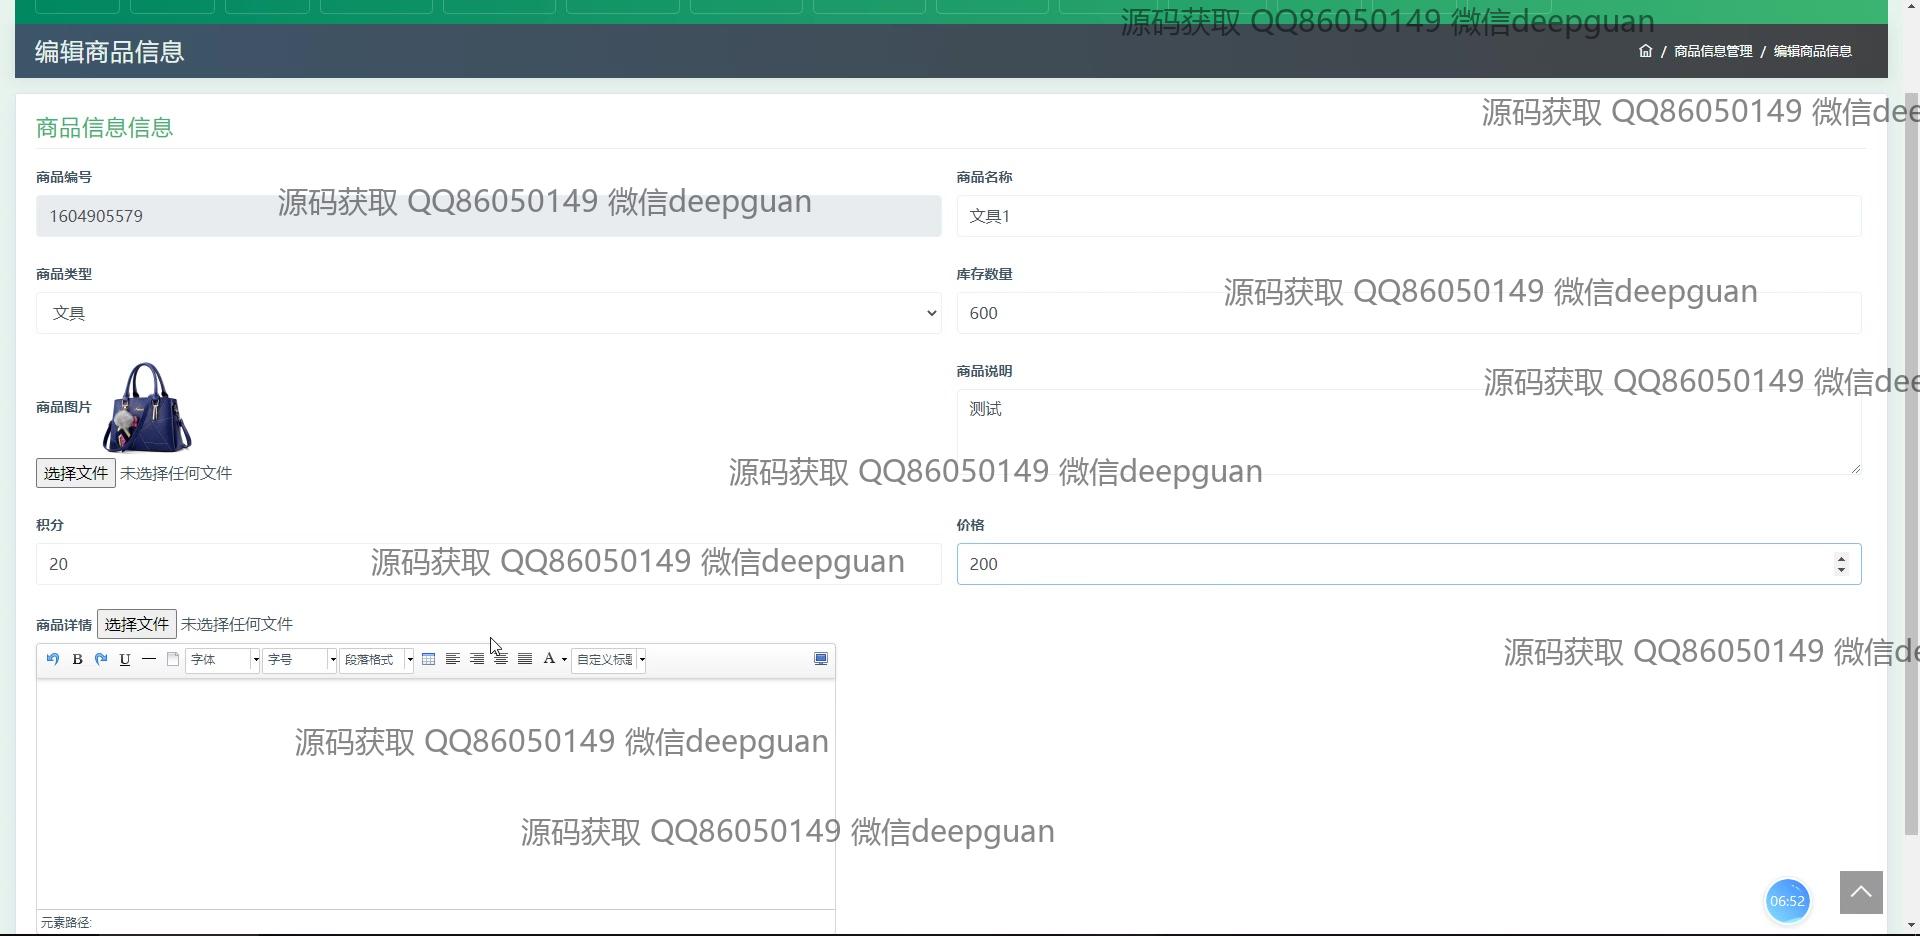 源码获取 QQ86050149 微信deepguan
编辑商品信息
/ 商品信息管理 / 编辑商品信息
源码获取 QQ86050149 微信dee
商品信息信息
商品编号
商品名称
源码获取 QQ86050149 微信deepguan
1604905579
文具1
商品类型
库存数量
源码获取 QQ86050149 微信deepguan
文具
600
商品说明
源码获取 QQ86050149 微信dee
商品图片
测试
选择文件 未选择任何文件
源码获取 QQ86050149 微信deepguan
积分
价格
20
源码获取 QQ86050149 微信deepguan
200
商品详情 选择文件 未选择任何文件
源码获取 QQ86050149 微信de
B U 字体 字号 段落格式 A 自定义标题
源码获取 QQ86050149 微信deepguan
源码获取 QQ86050149 微信deepguan
06:52
元素路径: